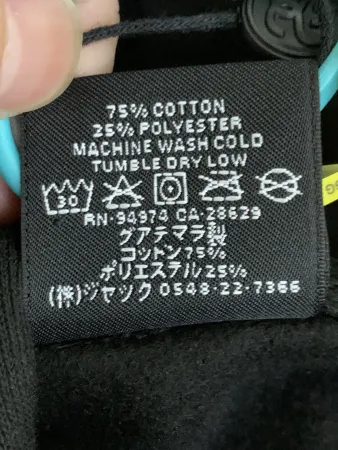 75% COTTON
25% POLYESTER
MACHINE WASH COLD
TUMBLE DRY LOW
30
RN-94974 CA-28629
グアテマラ製
コットン75%
ポリエステル25%
(株)ジャック 0548-22-7366